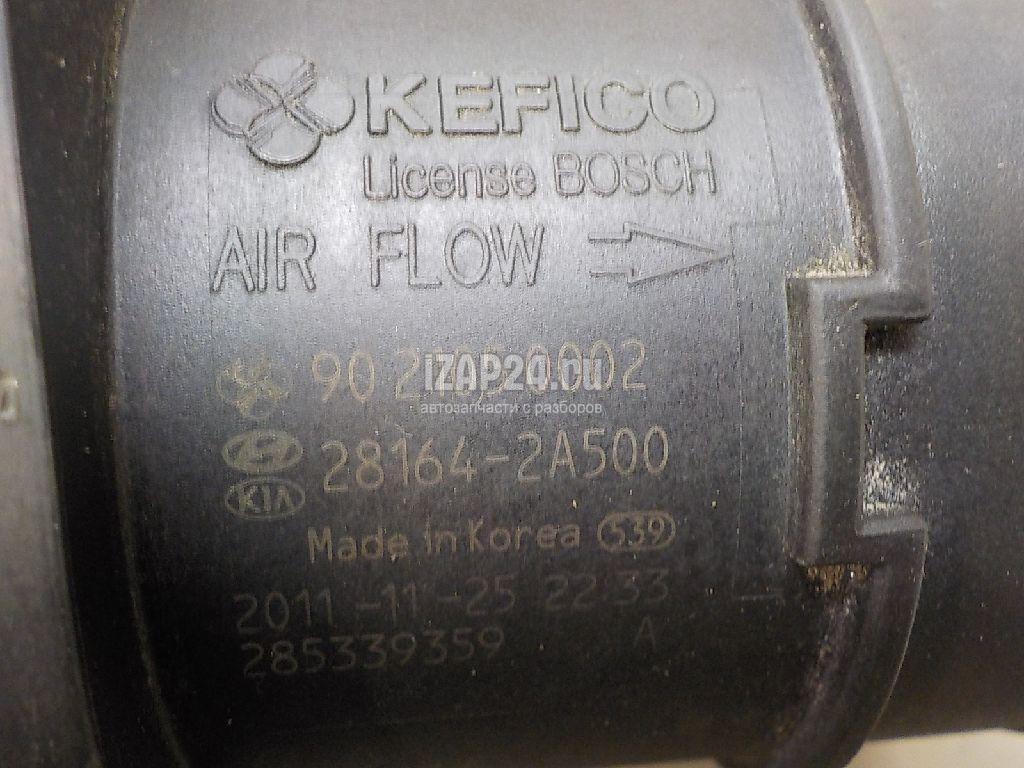 KEFICO
License BOSCH
AIR FLOW
90
iZAP24.ru
автозапчасти с разборов
28164-2A500
KIA
Made in Korea 539
2011-11-25 22:33
A
285339359